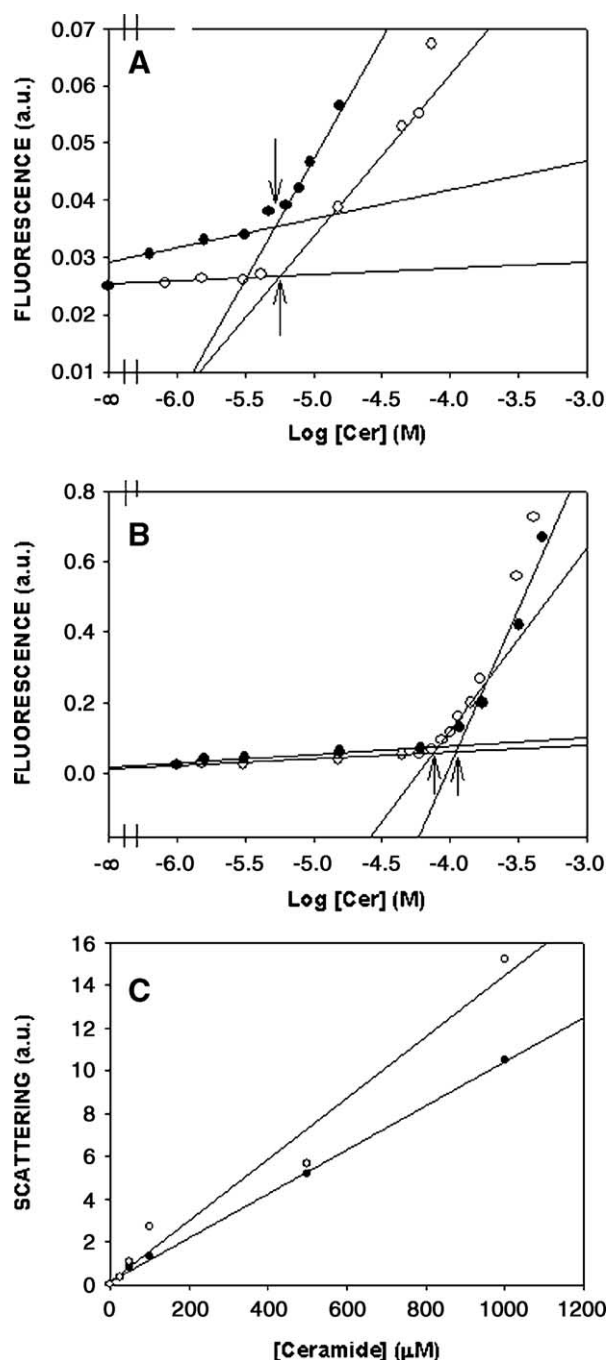 A
FLUORESCENCE (a.u.)
0.07
0.06
0.05
0.04
0.03
0.02
0.01
-∞ -6.0 -5.5 -5.0 -4.5 -4.0 -3.5 -3.0
Log [Cer] (M)
B
FLUORESCENCE (a.u.)
0.8
0.6
0.4
0.2
0.0
-∞ -6.0 -5.5 -5.0 -4.5 -4.0 -3.5 -3.0
Log [Cer] (M)
C
SCATTERING (a.u.)
16
14
12
10
8
6
4
2
0
0 200 400 600 800 1000 1200
[Ceramide] (µM)